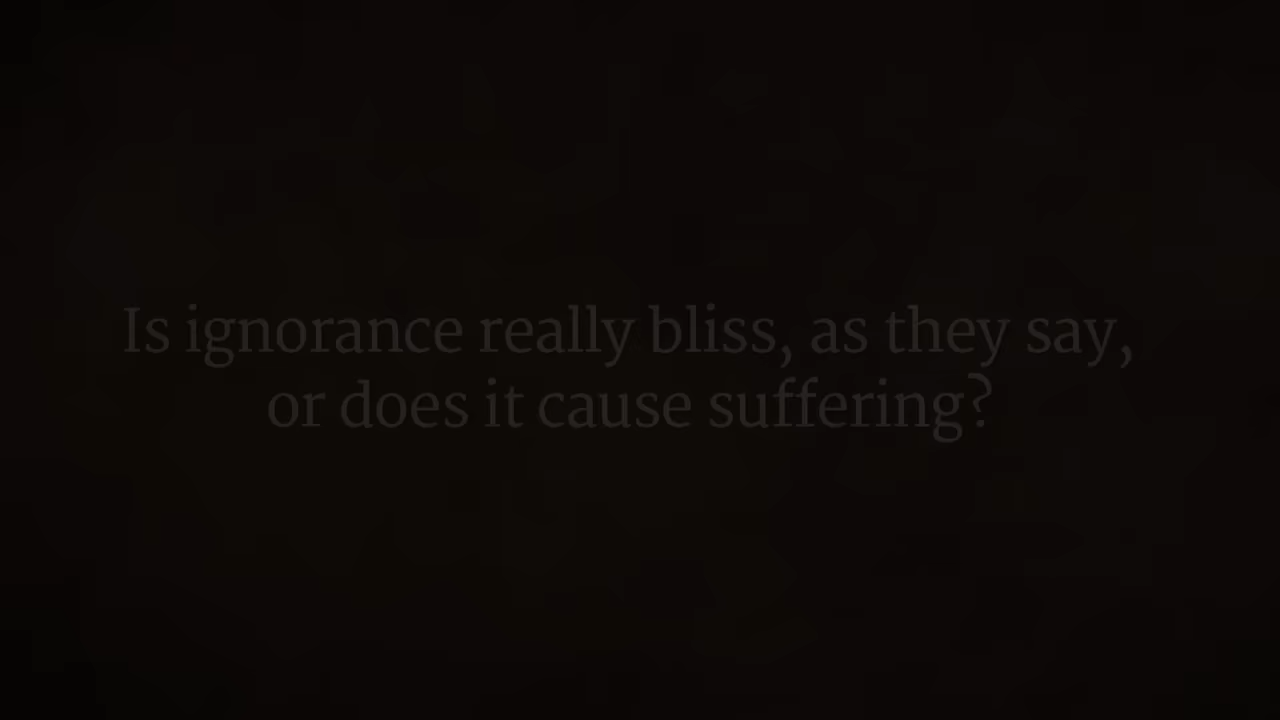 Is ignorance really bliss, as they say,
or does it cause suffering?